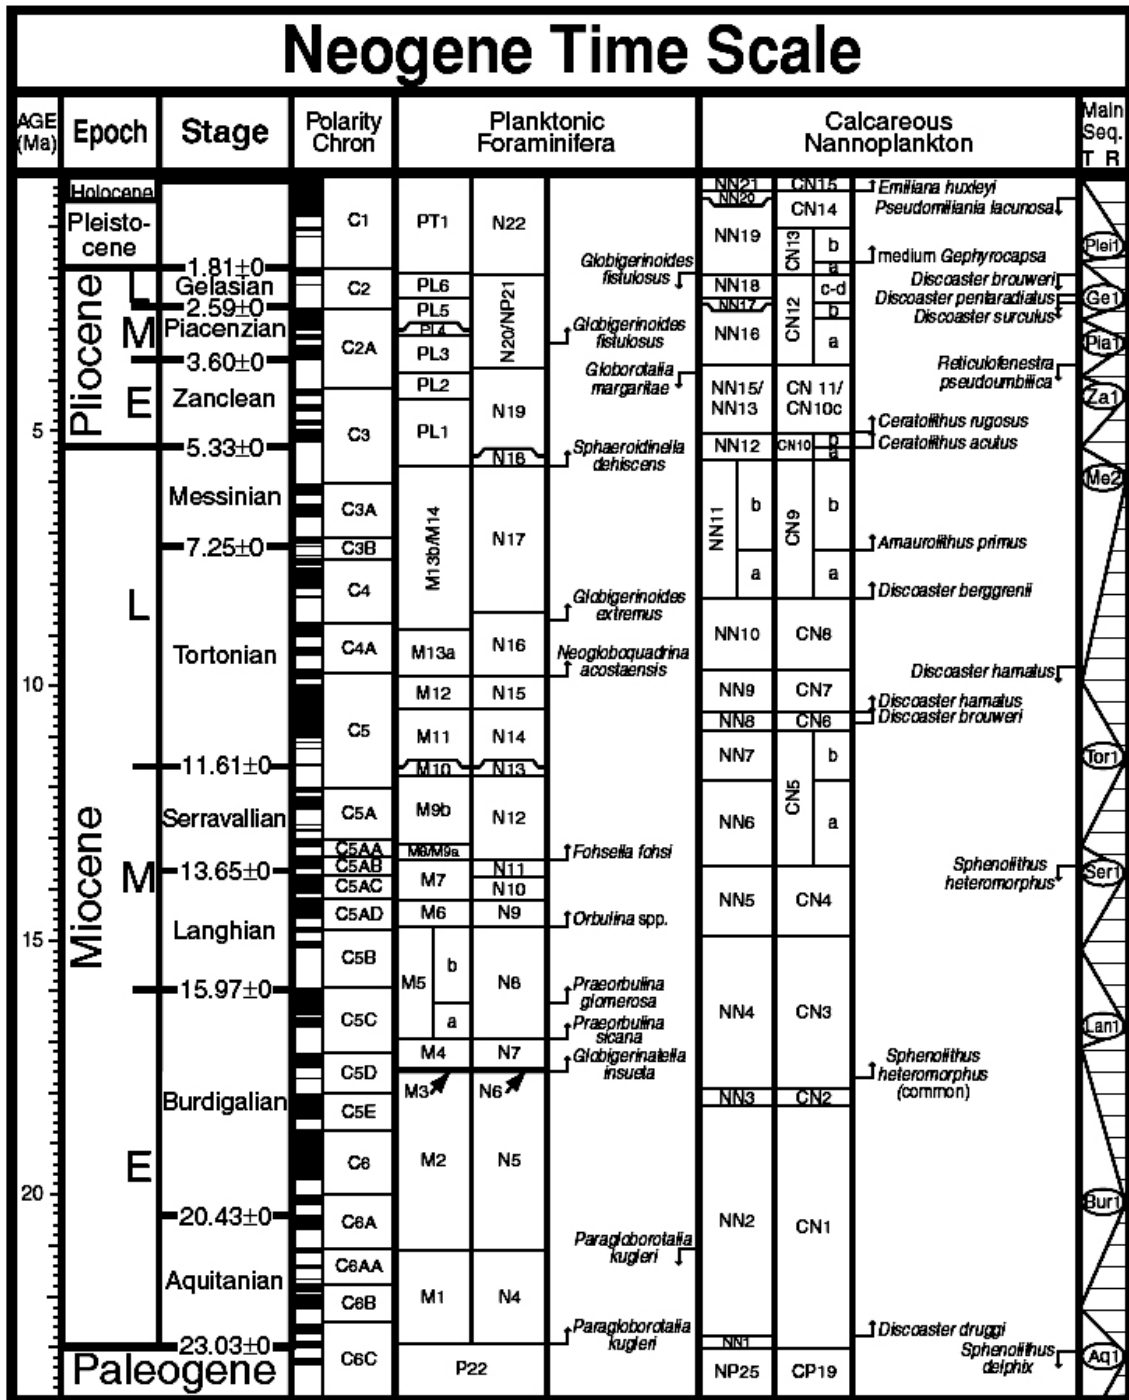 Neogene Time Scale
AGE
(Ma)
Epoch
Stage
Polarity
Chron
Planktonic
Foraminifera
Calcareous
Nannoplankton
Main
Seq.
T R
5
10
15
20
Holocene
Pleisto-
cene
Pliocene
M
E
Miocene
L
M
E
Paleogene
1.81±0
Gelasian
2.59±0
Piacenzian
3.60±0
Zanclean
5.33±0
Messinian
7.25±0
Tortonian
11.61±0
Serravallian
13.65±0
Langhian
15.97±0
Burdigalian
20.43±0
Aquitanian
23.03±0
C1
C2
C2A
C3
C3A
C3B
C4
C4A
C5
C5A
C5AA
C5AB
C5AC
C5AD
C5B
C5C
C5D
C5E
C6
C6A
C6AA
C6B
C6C
PT1
PL6
PL5
PL4
PL3
PL2
PL1
M13b/M14
M13a
M12
M11
M10
M9b
M8/M9a
M7
M6
M5
b
a
M4
M3
M2
M1
P22
N22
N20/NP21
N19
N18
N17
N16
N15
N14
N13
N12
N11
N10
N9
N8
N7
N6
N5
N4
Globigerinoides
fistulosus
Globigerinoides
fistulosus
Globorotalia
margaritae
Sphaeroidinella
dehiscens
Globigerinoides
extremus
Neogloboquadrina
acostaensis
Fohsella fohsi
Orbulina spp.
Praeorbulina
glomerosa
Praeorbulina
sicana
Globigerinatella
insueta
Paragloborotalia
kugleri
Paragloborotalia
kugleri
NN21
NN20
NN19
NN18
NN17
NN16
NN15/
NN13
NN12
NN11
b
a
NN10
NN9
NN8
NN7
NN6
NN5
NN4
NN3
NN2
NN1
NP25
CN15
CN14
CN13
b
a
CN12
c-d
b
a
CN 11/
CN10c
CN10
b
a
CN9
b
a
CN8
CN7
CN6
CN5
b
a
CN4
CN3
CN2
CN1
CP19
Emiliana huxleyi
Pseudomiliania lacunosa
medium Gephyrocapsa
Discoaster brouweri
Discoaster pentaradiatus
Discoaster surculus
Reticulofenestra
pseudoumbilica
Ceratolithus rugosus
Ceratolithus acutus
Amaurolithus primus
Discoaster berggrenii
Discoaster hamatus
Discoaster hamatus
Discoaster brouweri
Sphenolithus
heteromorphus
Sphenolithus
heteromorphus
(common)
Discoaster druggi
Sphenolithus
delphix
Plei1
Ge1
Pia1
Za1
Me2
Tor1
Ser1
Lan1
Bur1
Aq1